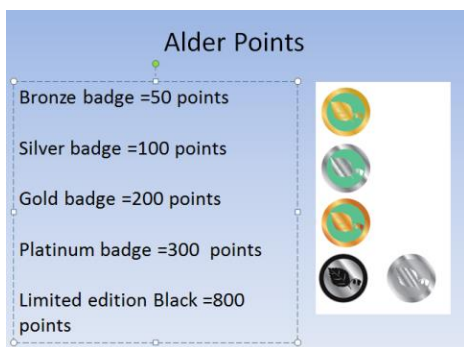 Alder Points
Bronze badge =50 points
Silver badge =100 points
Gold badge =200 points
Platinum badge =300  points
Limited edition Black =800
points